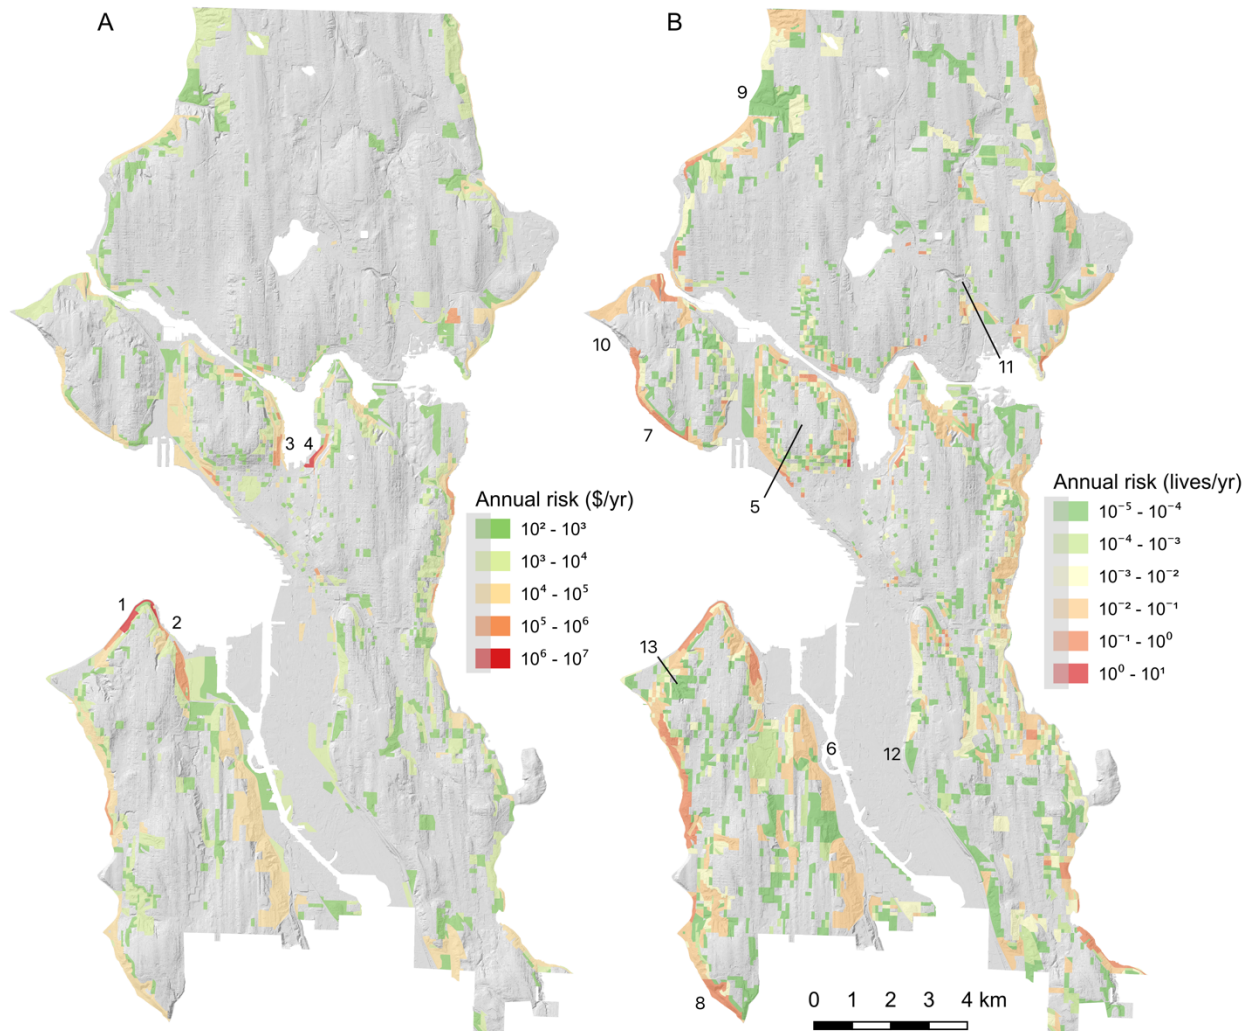 A
B
9
10
11
7
3
4
5
Annual risk ($/yr)
10² - 10³
10³ - 10⁴
10⁴ - 10⁵
10⁵ - 10⁶
10⁶ - 10⁷
Annual risk (lives/yr)
10⁻⁵ - 10⁻⁴
10⁻⁴ - 10⁻³
10⁻³ - 10⁻²
10⁻² - 10⁻¹
10⁻¹ - 10⁰
10⁰ - 10¹
1
2
13
6
12
8
0 1 2 3 4 km